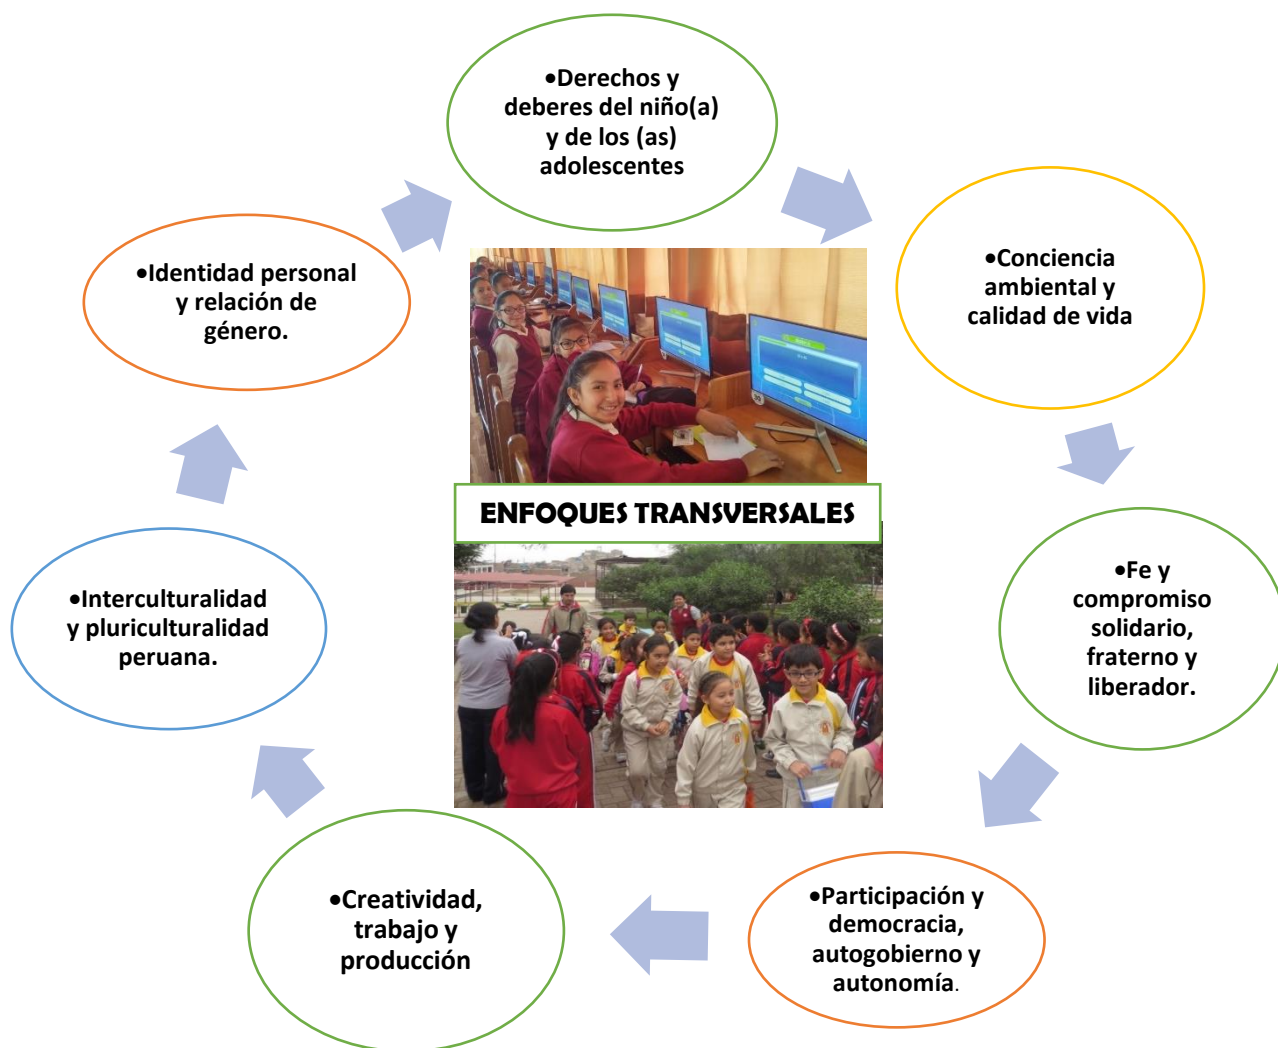 •Derechos y
deberes del niño(a)
y de los (as)
adolescentes
•Conciencia
ambiental y
calidad de vida
•Fe y
compromiso
solidario,
fraterno y
liberador.
•Participación y
democracia,
autogobierno y
autonomía.
•Creatividad,
trabajo y
producción
•Interculturalidad
y pluriculturalidad
peruana.
•Identidad personal
y relación de
género.
ENFOQUES TRANSVERSALES